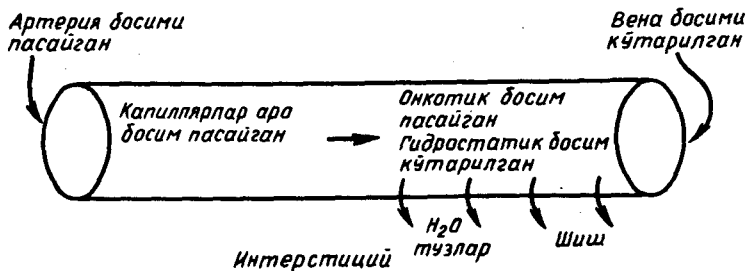 Артерия босими
пасайган
Вена босими
кўтарилган
Капиллярлар аро
босим пасайган
Онкотик босим
пасайган
Гидростатик босим
кўтарилган
H₂O
тузлар
Шиш
Интерстиций